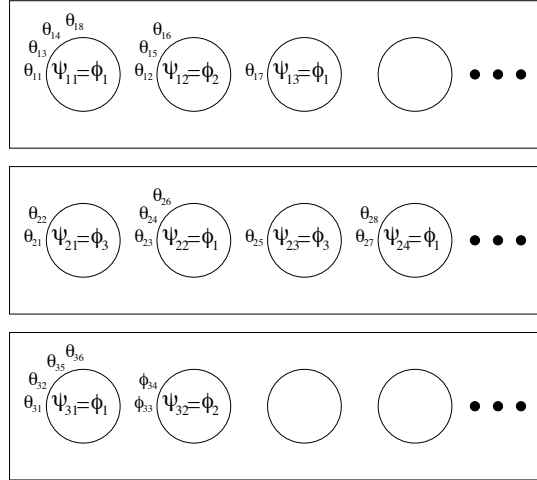 θ₁₈
θ₁₄ θ₁₆
θ₁₃ θ₁₅
θ₁₁ ψ₁₁=ϕ₁ θ₁₂ ψ₁₂=ϕ₂ θ₁₇ ψ₁₃=ϕ₁
θ₂₆
θ₂₂ θ₂₄ θ₂₈
θ₂₁ ψ₂₁=ϕ₃ θ₂₃ ψ₂₂=ϕ₁ θ₂₅ ψ₂₃=ϕ₃ θ₂₇ ψ₂₄=ϕ₁
θ₃₆
θ₃₅
θ₃₂ ϕ₃₄
θ₃₁ ψ₃₁=ϕ₁ ϕ₃₃ ψ₃₂=ϕ₂